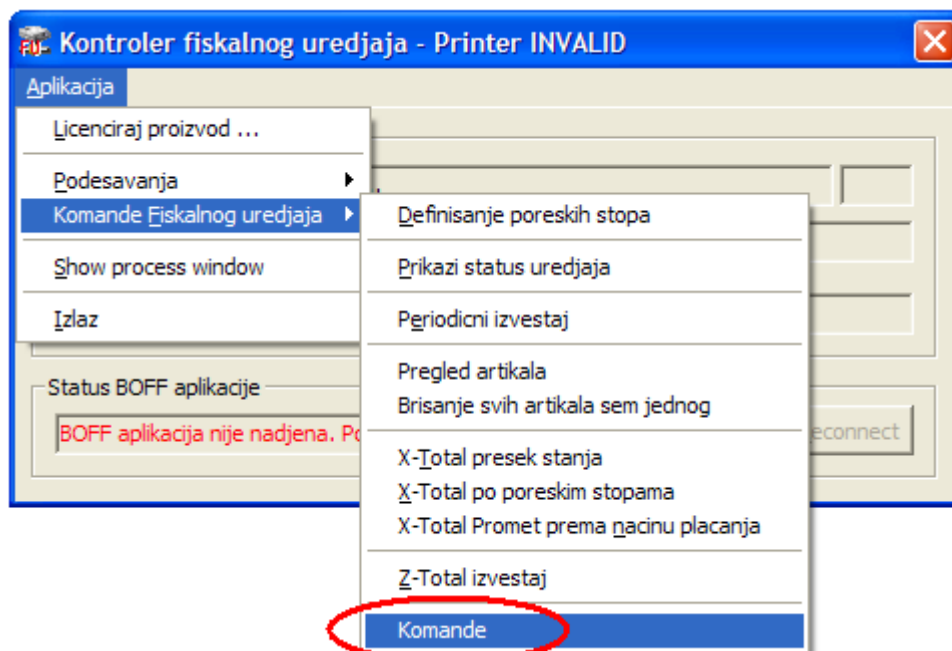 Kontroler fiskalnog uredjaja - Printer INVALID
Aplikacija
Licenciraj proizvod ...
Podesavanja
Komande Fiskalnog uredjaja
Show process window
Izlaz
Definisanje poreskih stopa
Prikazi status uredjaja
Periodicni izvestaj
Pregled artikala
Brisanje svih artikala sem jednog
X-Total presek stanja
X-Total po poreskim stopama
X-Total Promet prema nacinu placanja
Z-Total izvestaj
Komande
Status BOFF aplikacije
BOFF aplikacija nije nadjena.